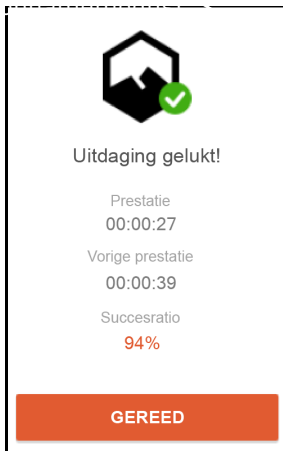 Uitdaging gelukt!
Prestatie
00:00:27
Vorige prestatie
00:00:39
Succesratio
94%
GEREED